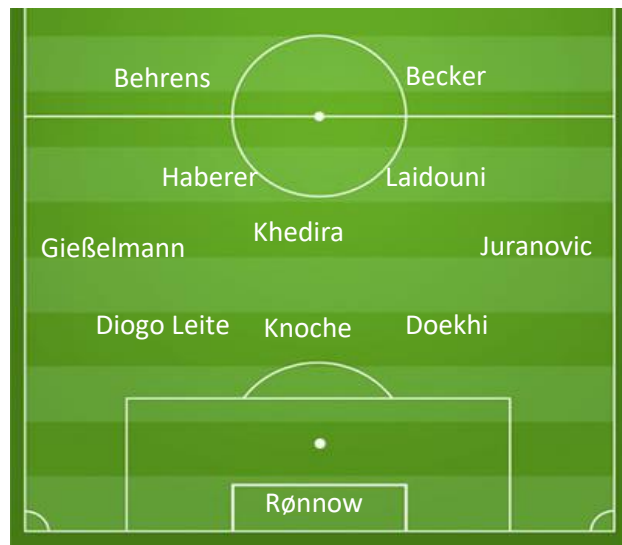 Behrens
Becker
Haberer
Laidouni
Khedira
Gießelmann
Juranovic
Diogo Leite
Knoche
Doekhi
Rønnow